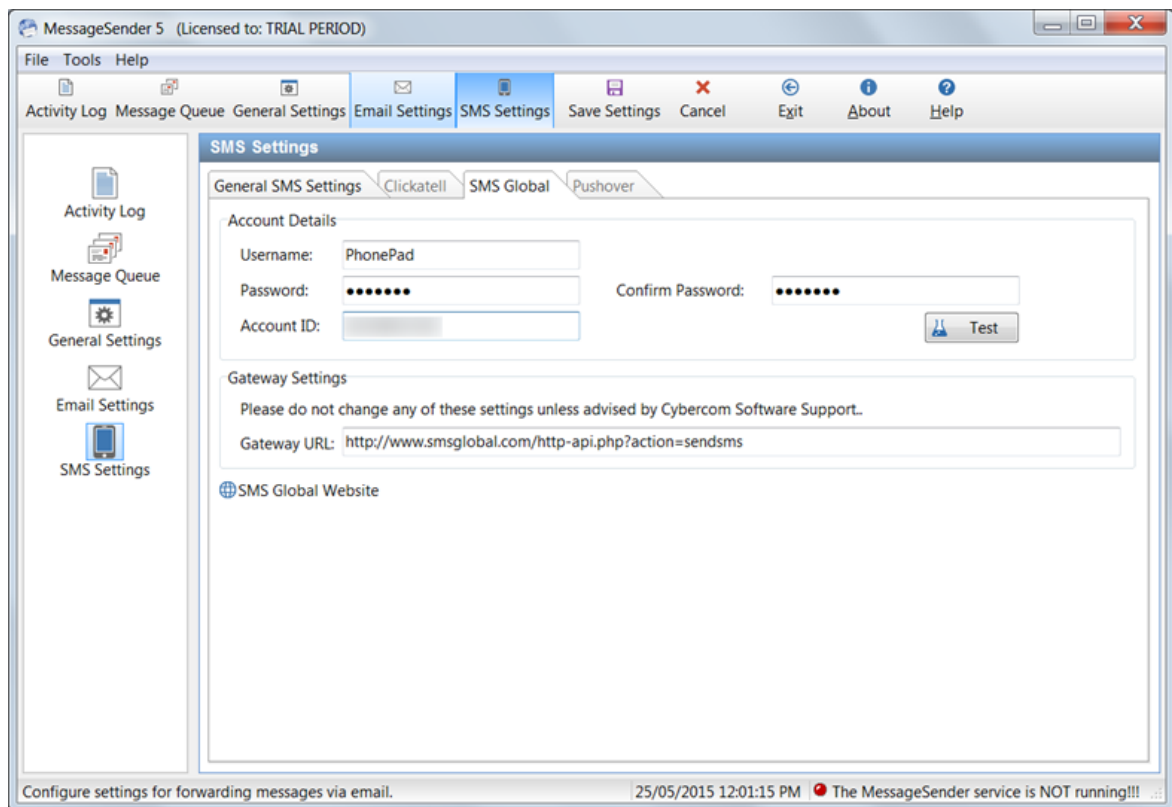 MessageSender 5 (Licensed to: TRIAL PERIOD)
File Tools Help
Activity Log Message Queue General Settings Email Settings SMS Settings Save Settings Cancel Exit About Help
SMS Settings
General SMS Settings Clickatell SMS Global Pushover
Activity Log
Message Queue
General Settings
Email Settings
SMS Settings
Account Details
Username: PhonePad
Password: ●●●●●●● Confirm Password: ●●●●●●●
Account ID: Test
Gateway Settings
Please do not change any of these settings unless advised by Cybercom Software Support..
Gateway URL: http://www.smsglobal.com/http-api.php?action=sendsms
SMS Global Website
Configure settings for forwarding messages via email. 25/05/2015 12:01:15 PM The MessageSender service is NOT running!!!